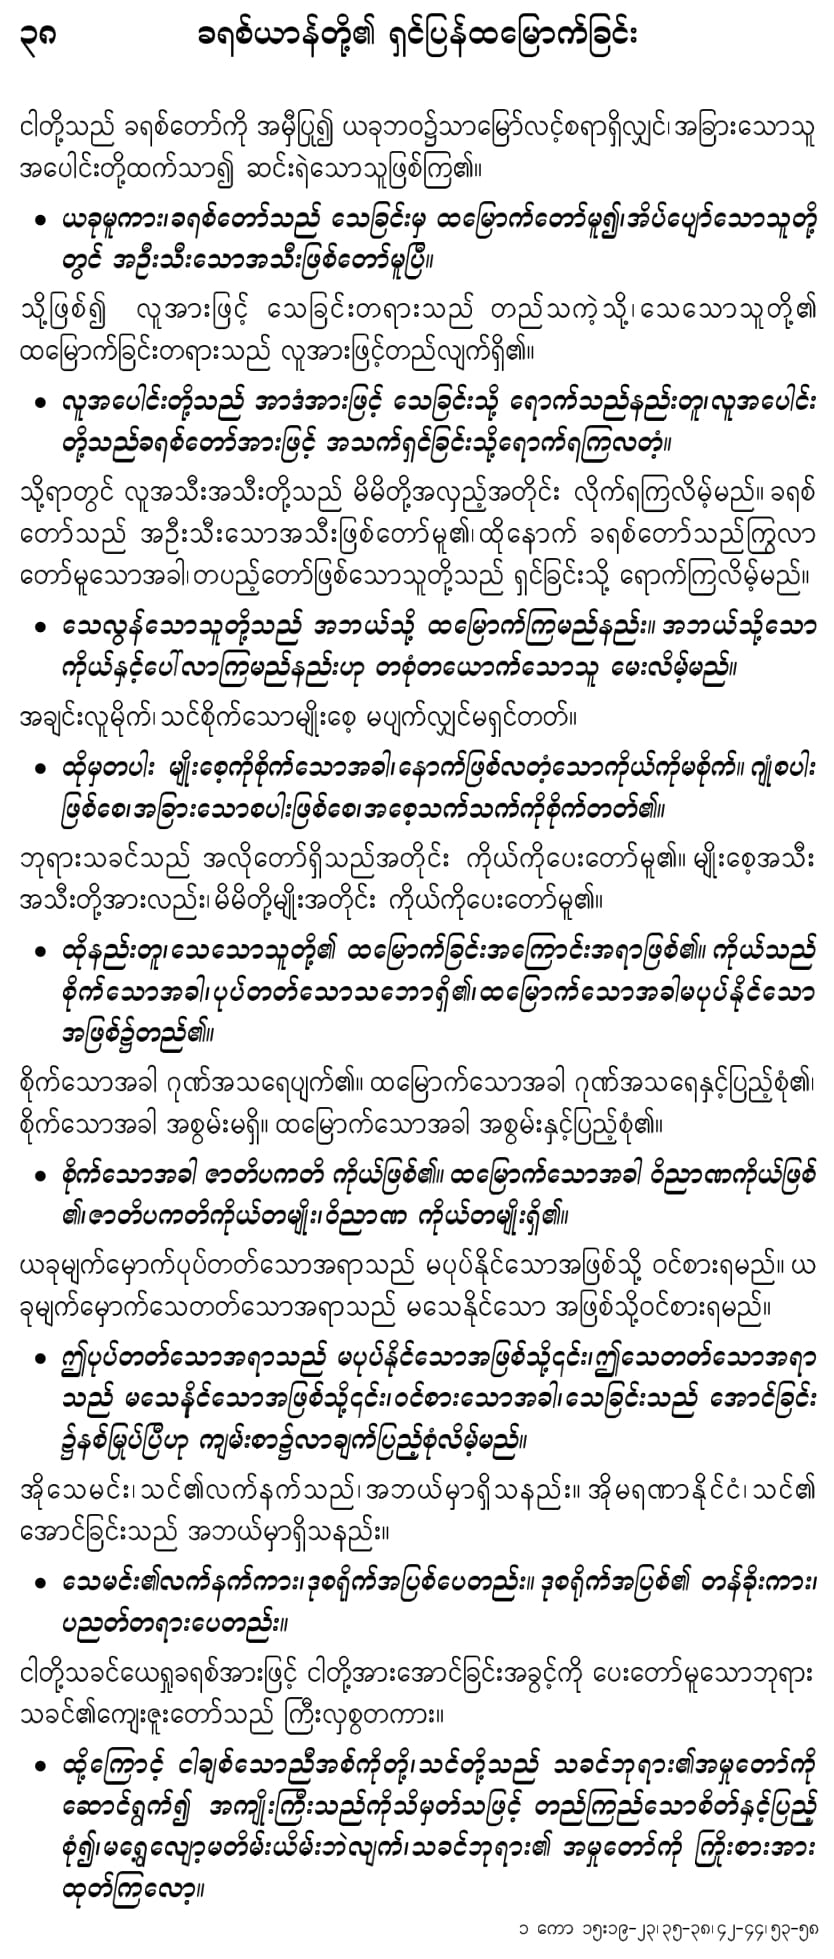 ၃၈ ခရစ်ယာန်တို့၏ ရှင်ပြန်ထမြောက်ခြင်း
ငါတို့သည် ခရစ်တော်ကို အမှီပြု၍ ယခုဘဝ၌သာမြော်လင့်စရာရှိလျှင်၊ အခြားသောသူ
အပေါင်းတို့ထက်သာ၍ ဆင်းရဲသောသူဖြစ်ကြ၏။
• ယခုမူကား၊ ခရစ်တော်သည် သေခြင်းမှ ထမြောက်တော်မူ၍၊ အိပ်ပျော်သောသူတို့
တွင် အဦးသီးသောအသီးဖြစ်တော်မူပြီ။
သို့ဖြစ်၍ လူအားဖြင့် သေခြင်းတရားသည် တည်သကဲ့သို့၊ သေသောသူတို့၏
ထမြောက်ခြင်းတရားသည် လူအားဖြင့်တည်လျက်ရှိ၏။
• လူအပေါင်းတို့သည် အာဒံအားဖြင့် သေခြင်းသို့ ရောက်သည်နည်းတူ၊ လူအပေါင်း
တို့သည်ခရစ်တော်အားဖြင့် အသက်ရှင်ခြင်းသို့ရောက်ရကြလတံ့။
သို့ရာတွင် လူအသီးအသီးတို့သည် မိမိတို့အလှည့်အတိုင်း လိုက်ရကြလိမ့်မည်။ ခရစ်
တော်သည် အဦးသီးသောအသီးဖြစ်တော်မူ၏၊ ထိုနောက် ခရစ်တော်သည်ကြွလာ
တော်မူသောအခါ၊ တပည့်တော်ဖြစ်သောသူတို့သည် ရှင်ခြင်းသို့ ရောက်ကြလိမ့်မည်။
• သေလွန်သောသူတို့သည် အဘယ်သို့ ထမြောက်ကြမည်နည်း။ အဘယ်သို့သော
ကိုယ်နှင့်ပေါ်လာကြမည်နည်းဟု တစုံတယောက်သောသူ မေးလိမ့်မည်။
အချင်းလူမိုက်၊ သင်စိုက်သောမျိုးစေ့ မပျက်လျှင်မရှင်တတ်။
• ထိုမှတပါး မျိုးစေ့ကိုစိုက်သောအခါ၊ နောက်ဖြစ်လတံ့သောကိုယ်ကိုမစိုက်။ ဂျုံစပါး
ဖြစ်စေ၊ အခြားသောစပါးဖြစ်စေ၊ အစေ့သက်သက်ကိုစိုက်တတ်၏။
ဘုရားသခင်သည် အလိုတော်ရှိသည်အတိုင်း ကိုယ်ကိုပေးတော်မူ၏။ မျိုးစေ့အသီး
အသီးတို့အားလည်း၊ မိမိတို့မျိုးအတိုင်း ကိုယ်ကိုပေးတော်မူ၏။
• ထိုနည်းတူ၊ သေသောသူတို့၏ ထမြောက်ခြင်းအကြောင်းအရာဖြစ်၏။ ကိုယ်သည်
စိုက်သောအခါ၊ ပုပ်တတ်သောသဘောရှိ၏၊ ထမြောက်သောအခါမပုပ်နိုင်သော
အဖြစ်၌တည်၏။
စိုက်သောအခါ ဂုဏ်အသရေပျက်၏။ ထမြောက်သောအခါ ဂုဏ်အသရေနှင့်ပြည့်စုံ၏၊
စိုက်သောအခါ အစွမ်းမရှိ။ ထမြောက်သောအခါ အစွမ်းနှင့်ပြည့်စုံ၏။
• စိုက်သောအခါ ဇာတိပကတိ ကိုယ်ဖြစ်၏။ ထမြောက်သောအခါ ဝိညာဏကိုယ်ဖြစ်
၏၊ ဇာတိပကတိကိုယ်တမျိုး၊ ဝိညာဏ ကိုယ်တမျိုးရှိ၏။
ယခုမျက်မှောက်ပုပ်တတ်သောအရာသည် မပုပ်နိုင်သောအဖြစ်သို့ ဝင်စားရမည်။ ယ
ခုမျက်မှောက်သေတတ်သောအရာသည် မသေနိုင်သော အဖြစ်သို့ဝင်စားရမည်။
• ဤပုပ်တတ်သောအရာသည် မပုပ်နိုင်သောအဖြစ်သို့၎င်း၊ ဤသေတတ်သောအရာ
သည် မသေနိုင်သောအဖြစ်သို့၎င်း၊ ဝင်စားသောအခါ၊ သေခြင်းသည် အောင်ခြင်း
၌နစ်မြုပ်ပြီဟု ကျမ်းစာ၌လာချက်ပြည့်စုံလိမ့်မည်။
အိုသေမင်း၊ သင်၏လက်နက်သည်၊ အဘယ်မှာရှိသနည်း။ အိုမရဏာနိုင်ငံ၊ သင်၏
အောင်ခြင်းသည် အဘယ်မှာရှိသနည်း။
• သေမင်း၏လက်နက်ကား၊ ဒုစရိုက်အပြစ်ပေတည်း။ ဒုစရိုက်အပြစ်၏ တန်ခိုးကား၊
ပညတ်တရားပေတည်း။
ငါတို့သခင်ယေရှုခရစ်အားဖြင့် ငါတို့အားအောင်ခြင်းအခွင့်ကို ပေးတော်မူသောဘုရား
သခင်၏ကျေးဇူးတော်သည် ကြီးလှစွတကား။
• ထို့ကြောင့် ငါချစ်သောညီအစ်ကိုတို့၊ သင်တို့သည် သခင်ဘုရား၏အမှုတော်ကို
ဆောင်ရွက်၍ အကျိုးကြီးသည်ကိုသိမှတ်သဖြင့် တည်ကြည်သောစိတ်နှင့်ပြည့်
စုံ၍၊ မရွေ့လျော့မတိမ်းယိမ်းဘဲလျက်၊ သခင်ဘုရား၏ အမှုတော်ကို ကြိုးစားအား
ထုတ်ကြလော့။
၁ ကော ၁၅:၁၉-၂၃၊ ၃၅-၃၈၊ ၄၂-၄၄၊ ၅၃-၅၈